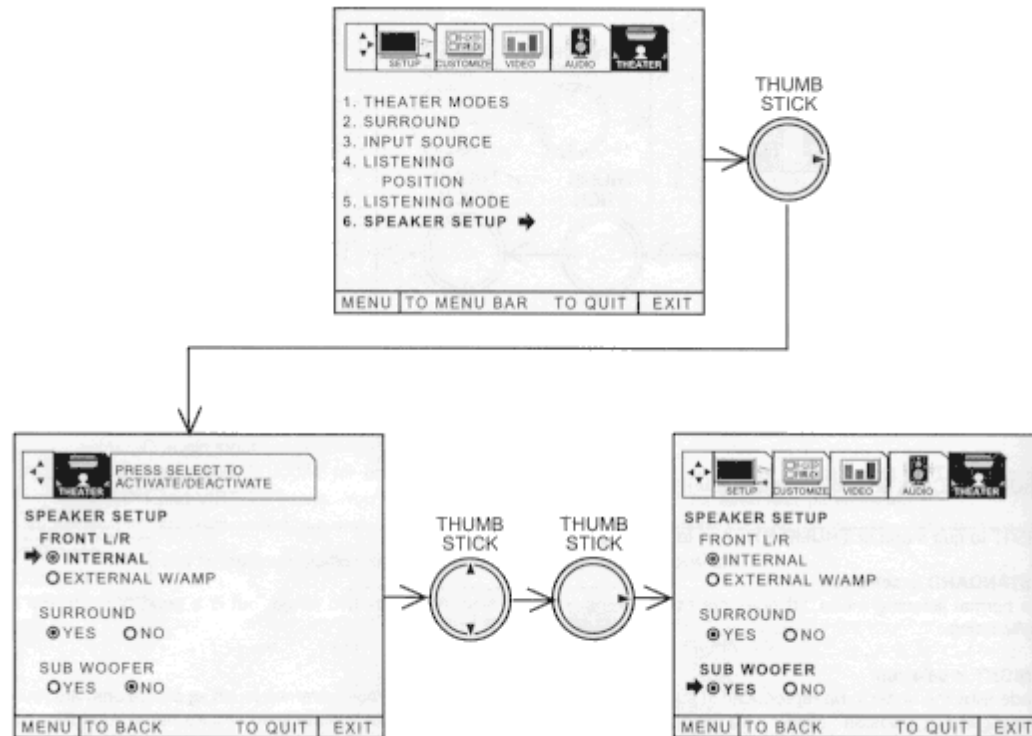 SETUP CUSTOMIZE VIDEO AUDIO THEATER
1. THEATER MODES
2. SURROUND
3. INPUT SOURCE
4. LISTENING
POSITION
5. LISTENING MODE
6. SPEAKER SETUP
MENU TO MENU BAR TO QUIT EXIT
THUMB
STICK
THEATER
PRESS SELECT TO
ACTIVATE/DEACTIVATE
SPEAKER SETUP
FRONT L/R
INTERNAL
EXTERNAL W/AMP
SURROUND
YES NO
SUB WOOFER
YES NO
MENU TO BACK TO QUIT EXIT
THUMB
STICK
THUMB
STICK
SETUP CUSTOMIZE VIDEO AUDIO THEATER
SPEAKER SETUP
FRONT L/R
INTERNAL
EXTERNAL W/AMP
SURROUND
YES NO
SUB WOOFER
YES NO
MENU TO BACK TO QUIT EXIT